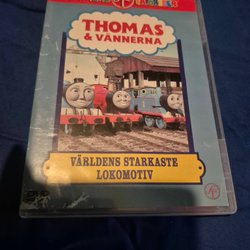 THOMAS
& VÄNNERNA
VÄRLDENS STARKASTE
LOKOMOTIV